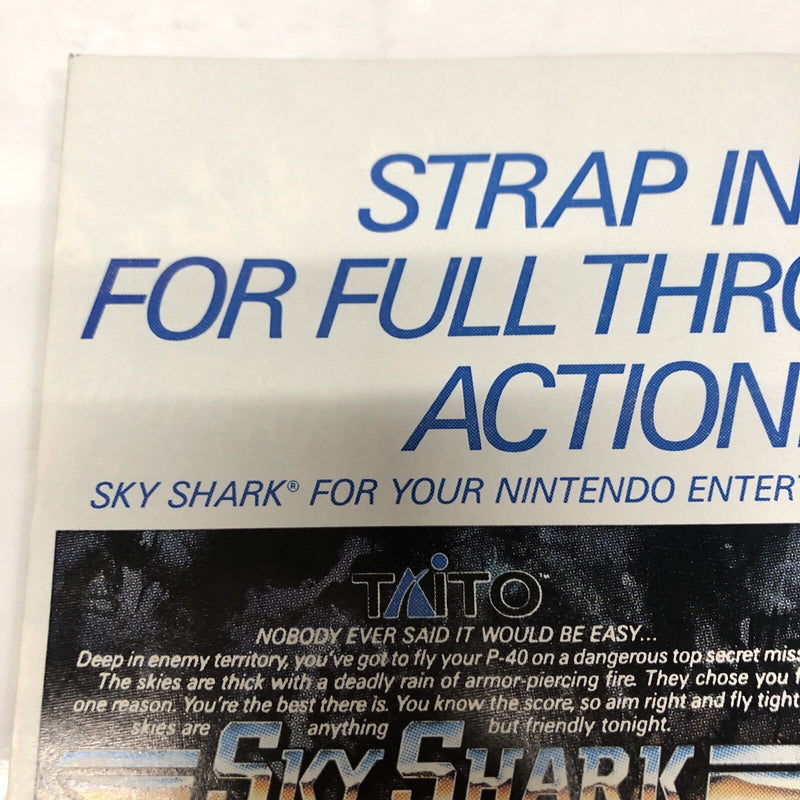 STRAP IN
FOR FULL THRO
ACTION
SKY SHARK® FOR YOUR NINTENDO ENTERT
TAITO™
NOBODY EVER SAID IT WOULD BE EASY...
Deep in enemy territory, you've got to fly your P-40 on a dangerous top secret miss
The skies are thick with a deadly rain of armor-piercing fire. They chose you f
one reason. You're the best there is. You know the score, so aim right and fly tight
skies are anything but friendly tonight.
SKY SHARK